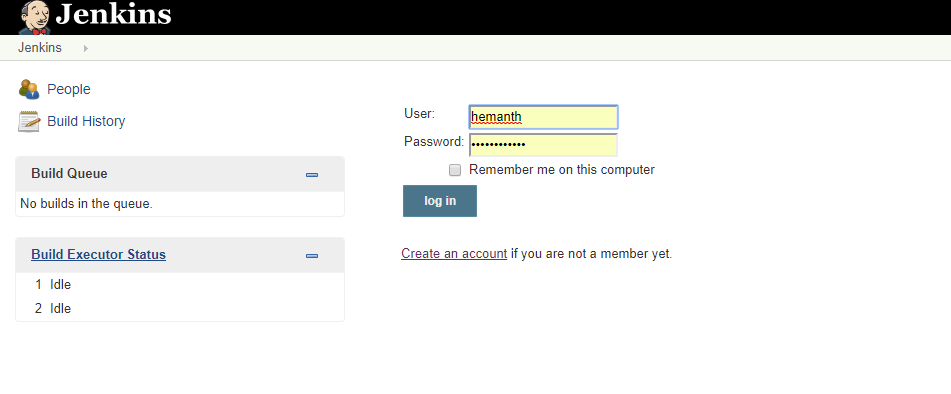 Jenkins
Jenkins
People
Build History
Build Queue
No builds in the queue.
Build Executor Status
1 Idle
2 Idle
User: hemanth
Password: ••••••••••••
Remember me on this computer
log in
Create an account if you are not a member yet.